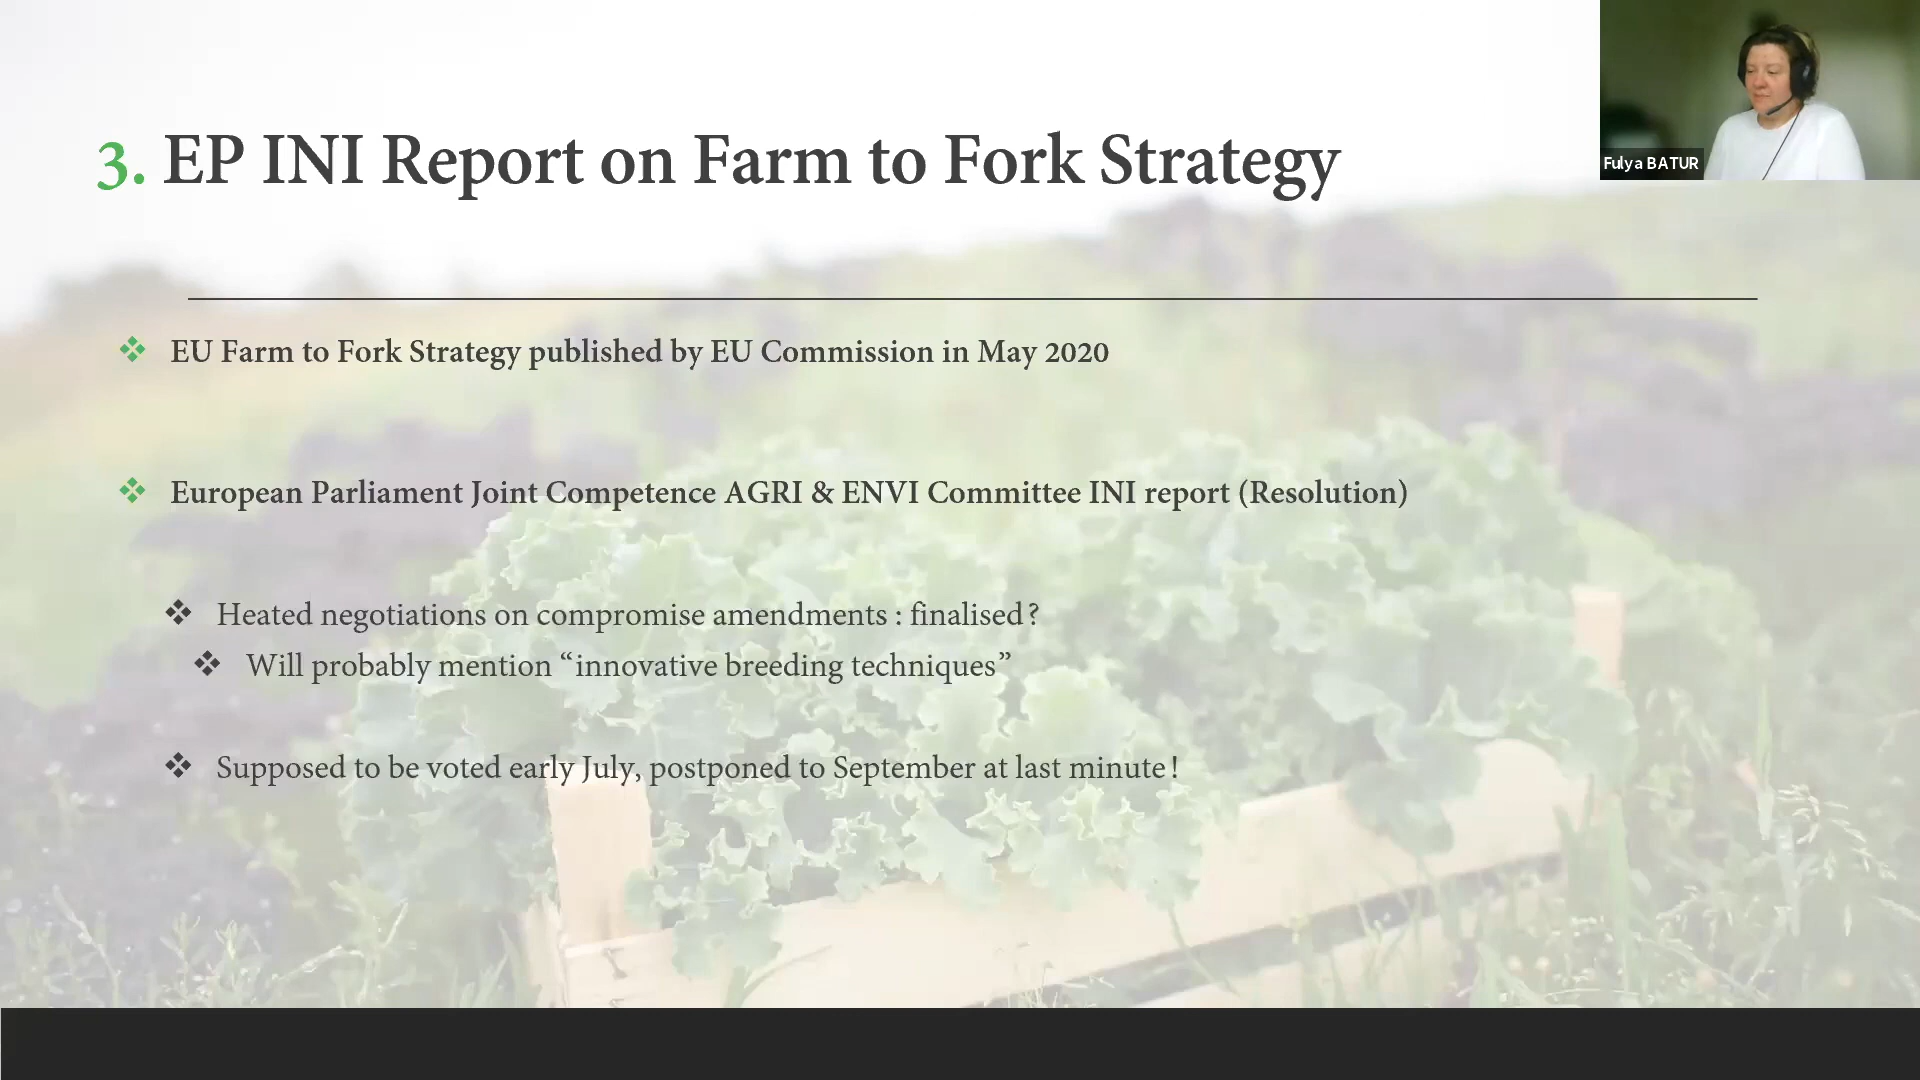 3. EP INI Report on Farm to Fork Strategy
Fulya BATUR
❖ EU Farm to Fork Strategy published by EU Commission in May 2020
❖ European Parliament Joint Competence AGRI & ENVI Committee INI report (Resolution)
❖ Heated negotiations on compromise amendments : finalised ?
❖ Will probably mention “innovative breeding techniques”
❖ Supposed to be voted early July, postponed to September at last minute !